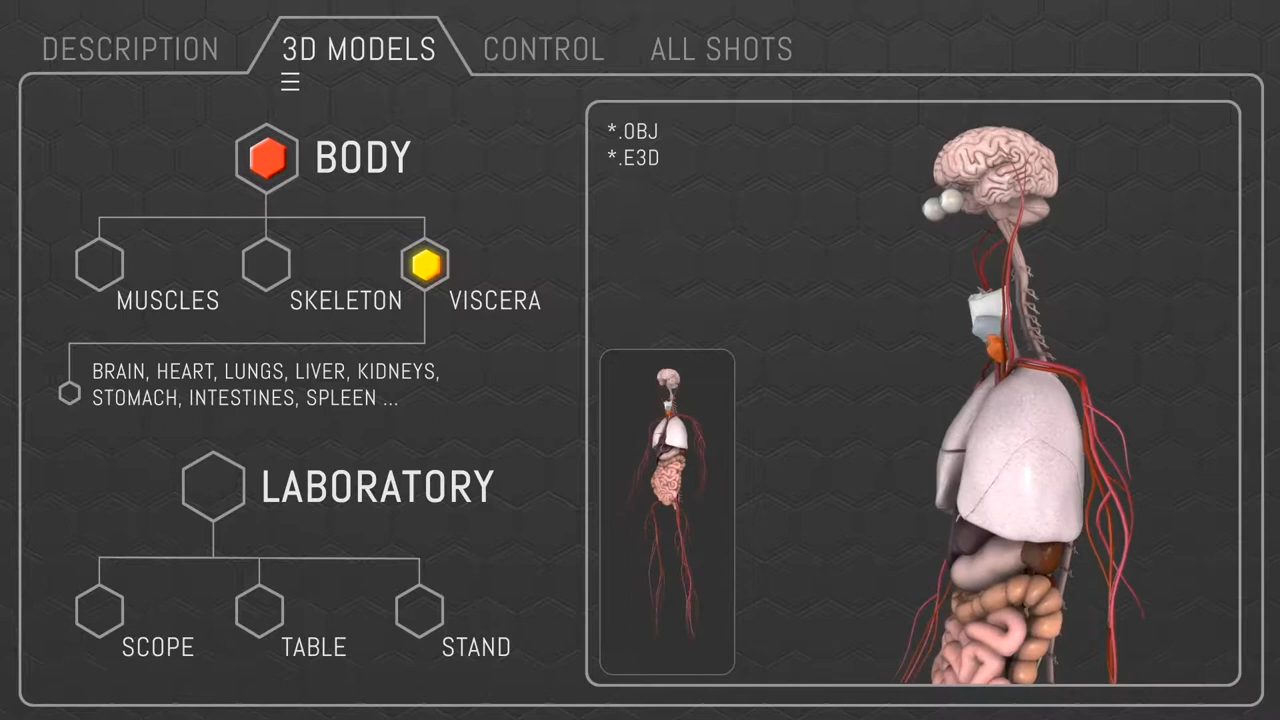 DESCRIPTION 3D MODELS CONTROL ALL SHOTS
BODY
MUSCLES SKELETON VISCERA
BRAIN, HEART, LUNGS, LIVER, KIDNEYS,
STOMACH, INTESTINES, SPLEEN ...
LABORATORY
SCOPE TABLE STAND
*.OBJ
*.E3D